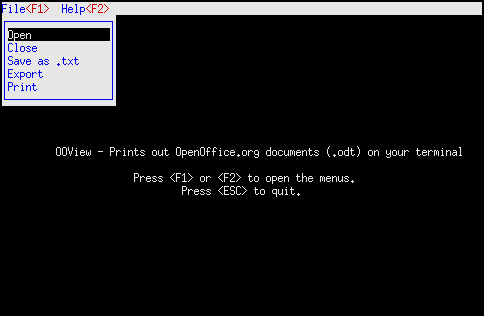 File<F1> Help<F2>
Open
Close
Save as .txt
Export
Print
OOView - Prints out OpenOffice.org documents (.odt) on your terminal
Press <F1> or <F2> to open the menus.
Press <ESC> to quit.